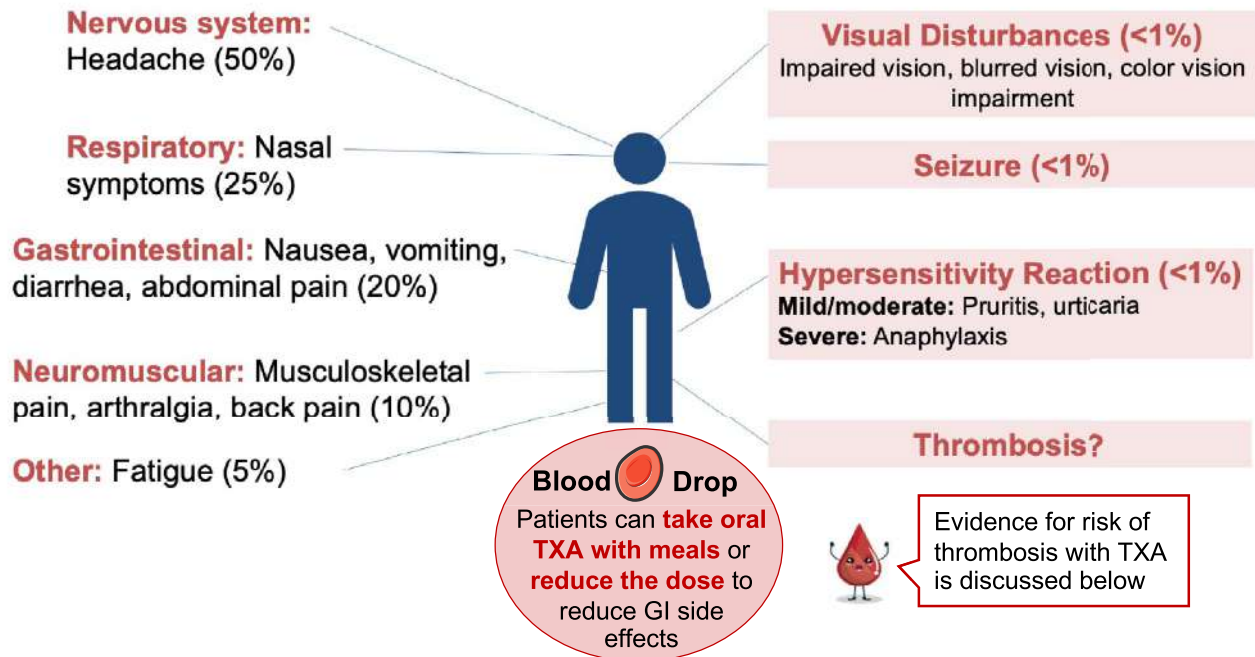 Nervous system:
Headache (50%)
Respiratory: Nasal
symptoms (25%)
Gastrointestinal: Nausea, vomiting,
diarrhea, abdominal pain (20%)
Neuromuscular: Musculoskeletal
pain, arthralgia, back pain (10%)
Other: Fatigue (5%)
Visual Disturbances (<1%)
Impaired vision, blurred vision, color vision
impairment
Seizure (<1%)
Hypersensitivity Reaction (<1%)
Mild/moderate: Pruritis, urticaria
Severe: Anaphylaxis
Thrombosis?
Blood Drop
Patients can take oral
TXA with meals or
reduce the dose to
reduce GI side
effects
Evidence for risk of
thrombosis with TXA
is discussed below